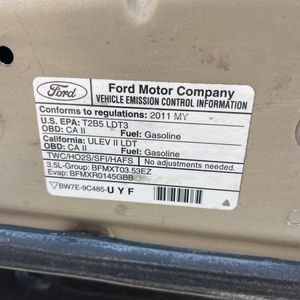 Ford
Ford Motor Company
VEHICLE EMISSION CONTROL INFORMATION
Conforms to regulations: 2011 MY
U.S. EPA: T2B5 LDT3
OBD: CA II Fuel: Gasoline
California: ULEV II LDT
OBD: CA II Fuel: Gasoline
TWC/HO2S/SFI/HAFS No adjustments needed.
3.5L-Group: BFMXT03.53EZ
Evap: BFMXR0145GBB
BW7E-9C485-UYF